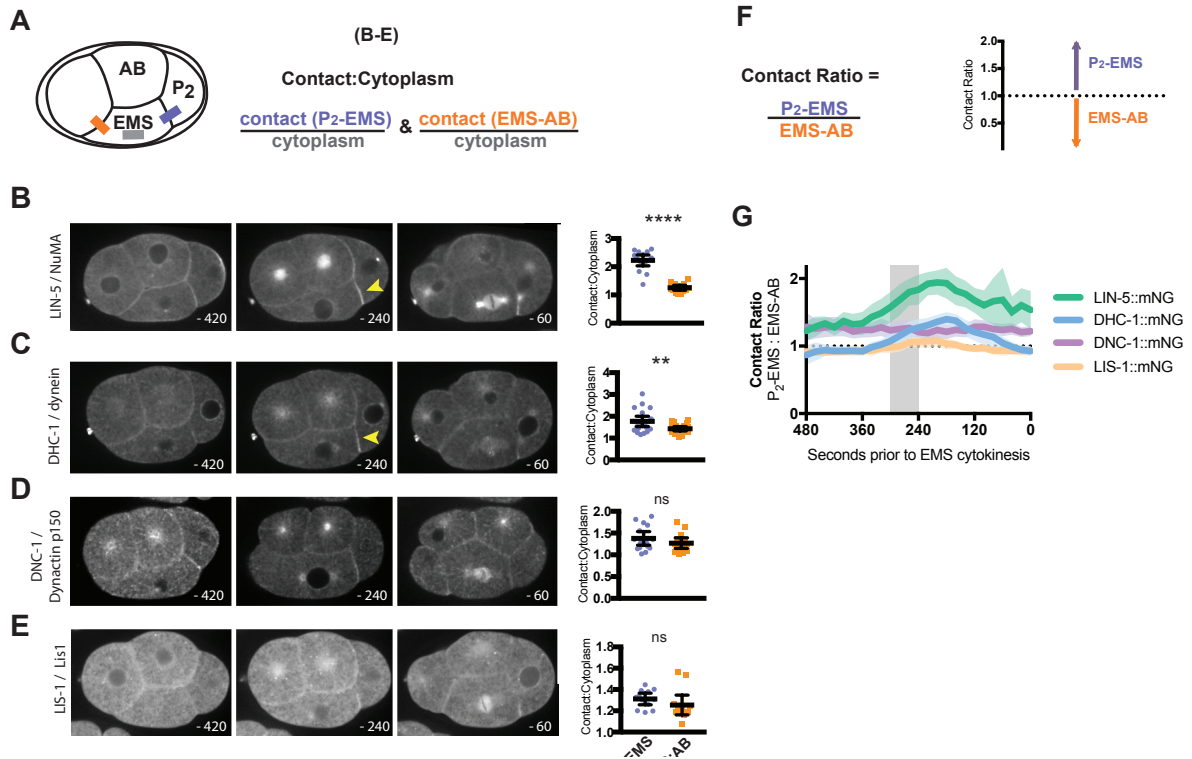 A
AB
P2
EMS
(B-E)
Contact:Cytoplasm
contact (P2-EMS) & contact (EMS-AB)
cytoplasm cytoplasm
F
Contact Ratio =
P2-EMS
EMS-AB
Contact Ratio
2.0
1.5
1.0
0.5
P2-EMS
EMS-AB
B
LIN-5 / NuMA
- 420
- 240
- 60
Contact:Cytoplasm
3
2
1
0
****
C
DHC-1 / dynein
- 420
- 240
- 60
Contact:Cytoplasm
4
3
2
1
0
**
D
DNC-1 /
Dynactin p150
- 420
- 240
- 60
Contact:Cytoplasm
2.0
1.5
1.0
0.5
0.0
ns
E
LIS-1 / Lis1
- 420
- 240
- 60
Contact:Cytoplasm
1.8
1.6
1.4
1.2
1.0
ns
EMS
:AB
G
Contact Ratio
P2-EMS : EMS-AB
2
1
0
480 360 240 120 0
Seconds prior to EMS cytokinesis
LIN-5::mNG
DHC-1::mNG
DNC-1::mNG
LIS-1::mNG